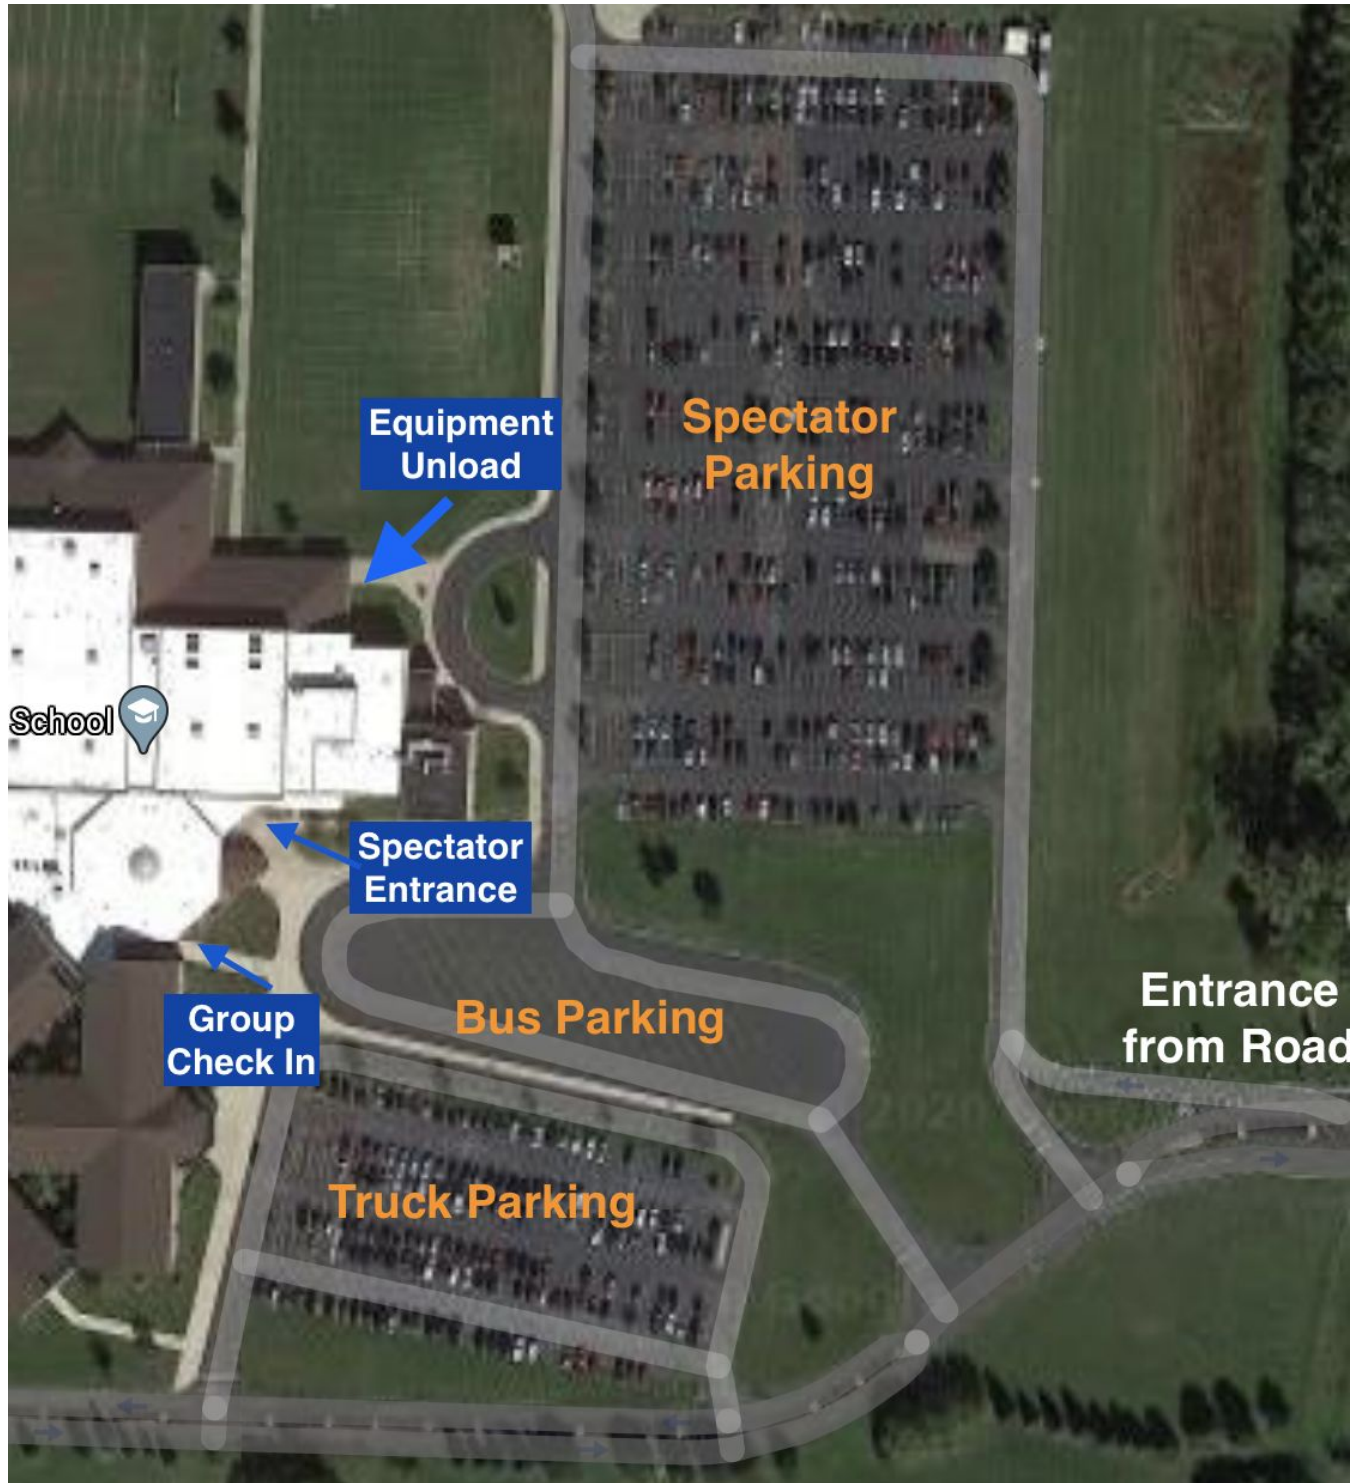 Equipment
Unload
Spectator
Parking
School
Spectator
Entrance
Entrance
from Road
Bus Parking
Group
Check In
Truck Parking